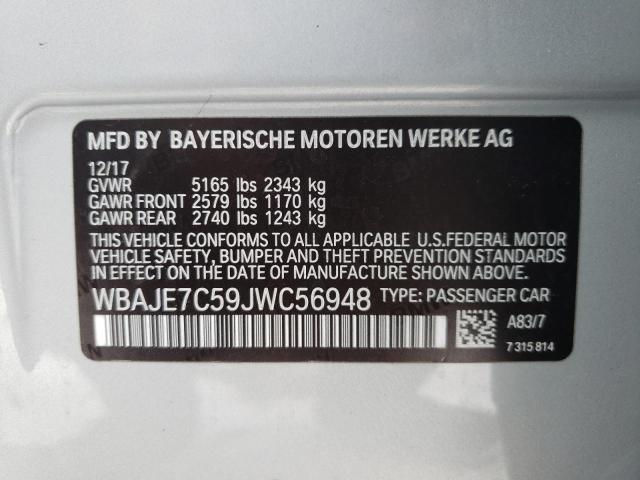 MFD BY BAYERISCHE MOTOREN WERKE AG
12/17
GVWR 5165 lbs 2343 kg
GAWR FRONT 2579 lbs 1170 kg
GAWR REAR 2740 lbs 1243 kg
THIS VEHICLE CONFORMS TO ALL APPLICABLE U.S.FEDERAL MOTOR
VEHICLE SAFETY, BUMPER AND THEFT PREVENTION STANDARDS
IN EFFECT ON THE DATE OF MANUFACTURE SHOWN ABOVE.
WBAJE7C59JWC56948 TYPE: PASSENGER CAR
A83/7
7 315 814